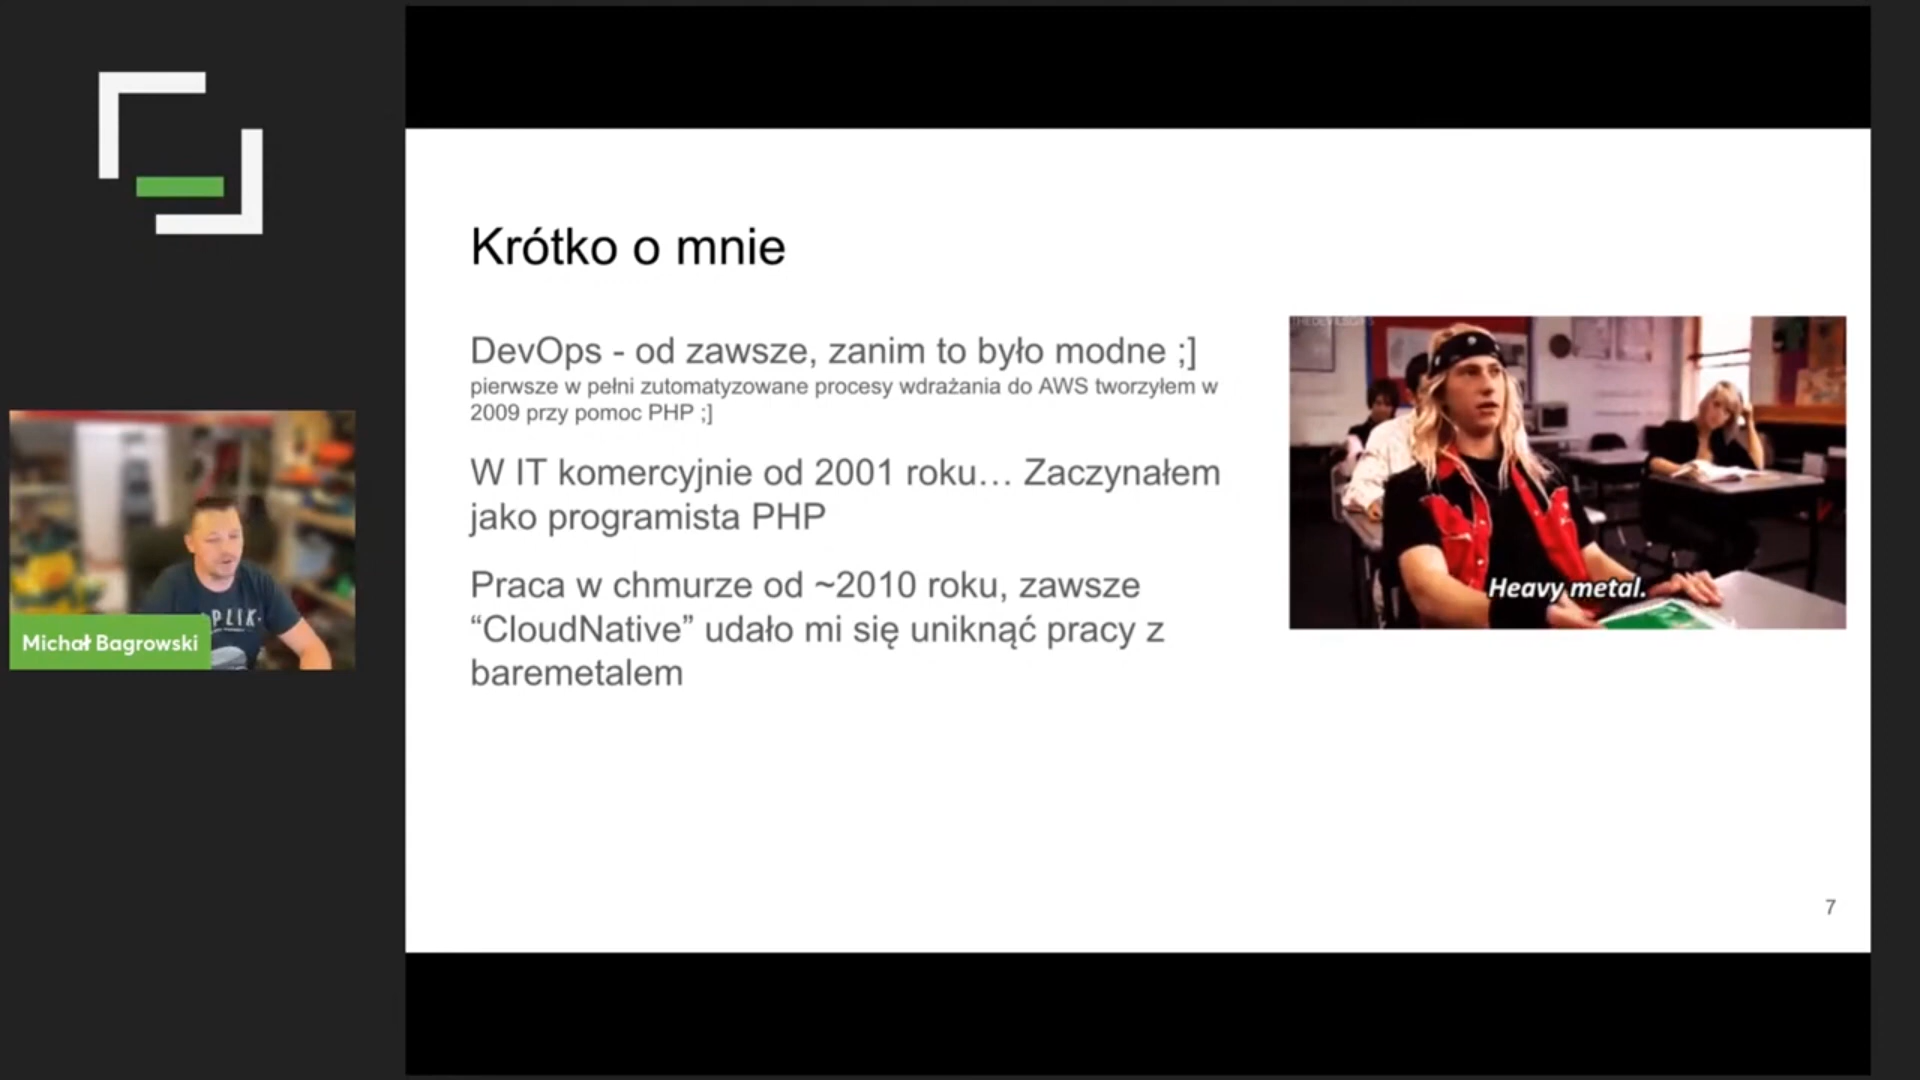 Krótko o mnie
DevOps - od zawsze, zanim to było modne ;]
pierwsze w pełni zutomatyzowane procesy wdrażania do AWS tworzyłem w
2009 przy pomoc PHP ;]
W IT komercyjnie od 2001 roku… Zaczynałem
jako programista PHP
Praca w chmurze od ~2010 roku, zawsze
“CloudNative” udało mi się uniknąć pracy z
baremetalem
Heavy metal.
Michał Bagrowski
7